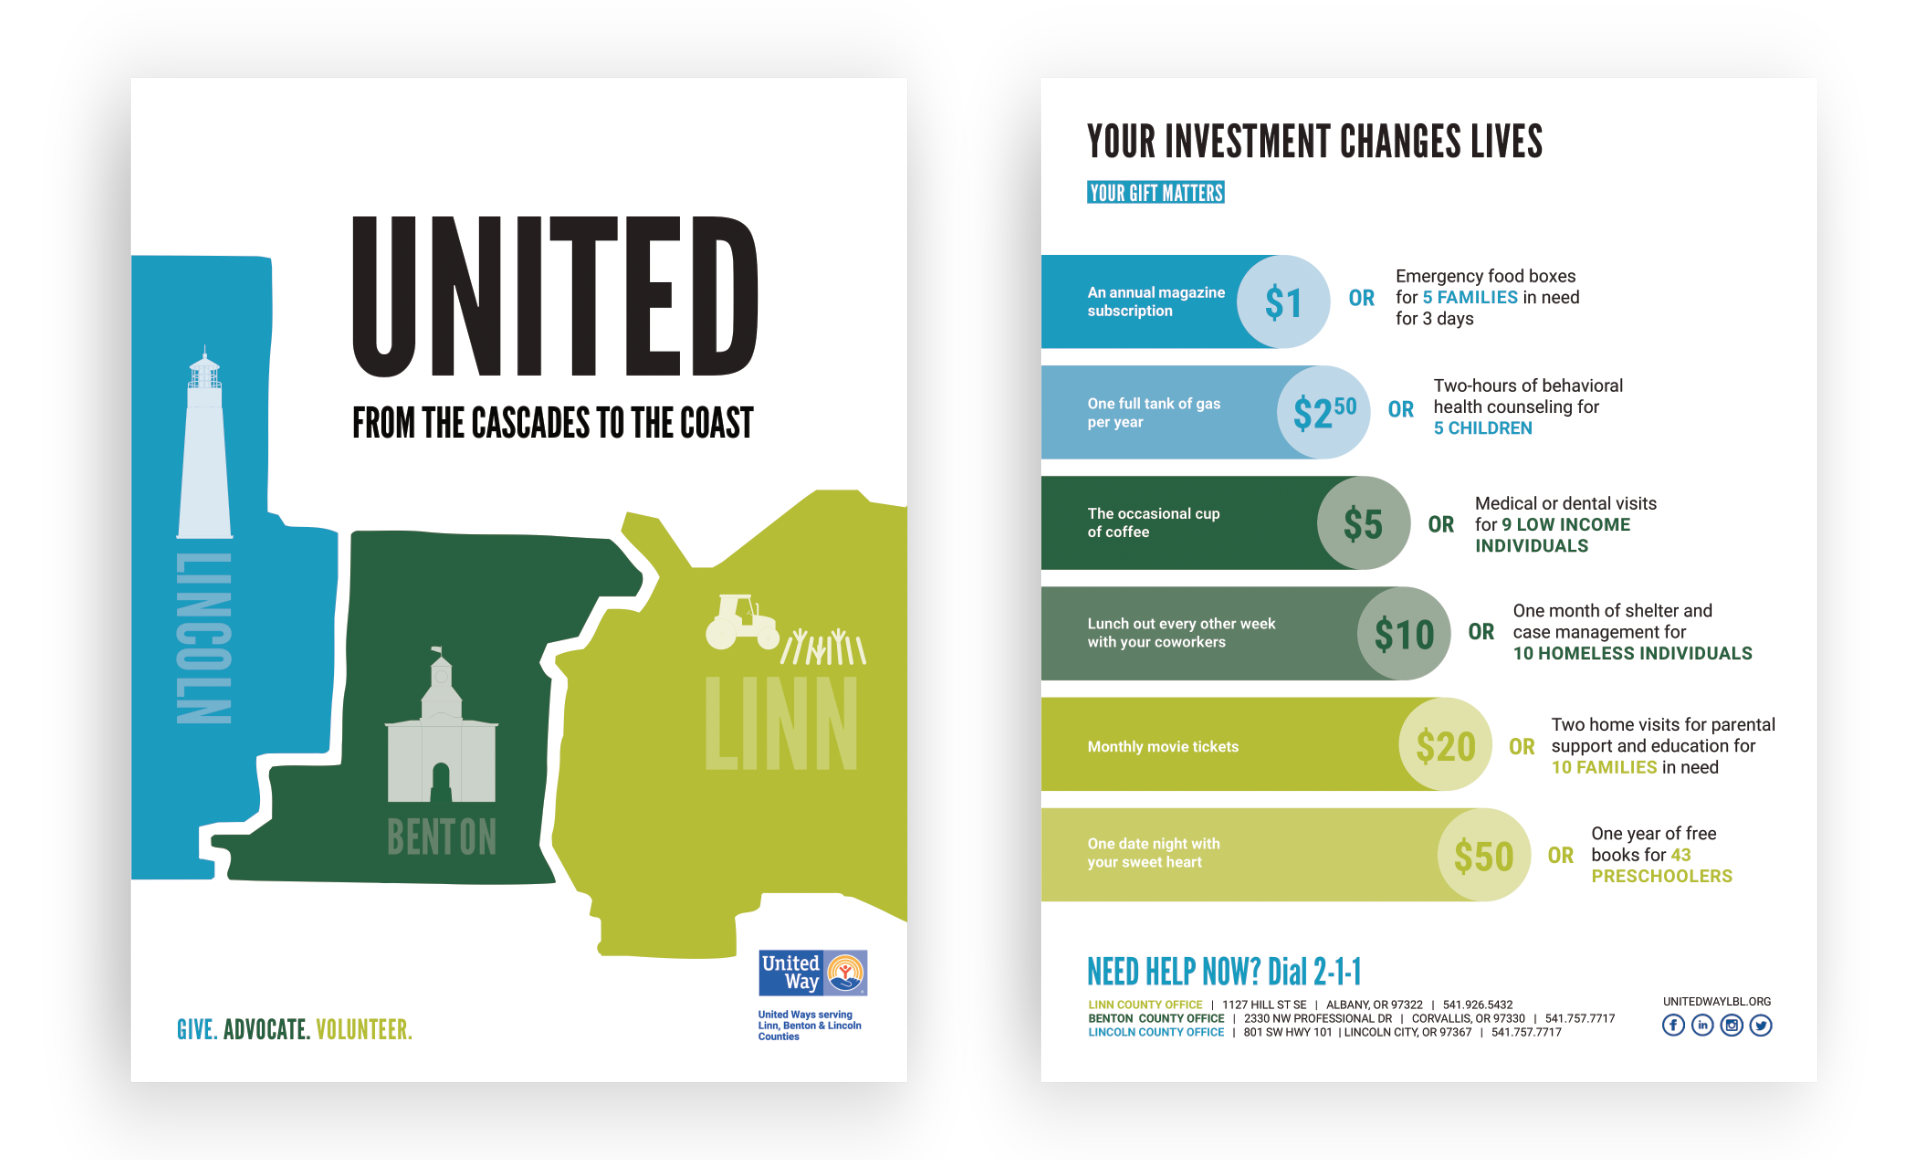 UNITED
FROM THE CASCADES TO THE COAST
LINCOLN
BENTON
LINN
GIVE. ADVOCATE. VOLUNTEER.
United
Way
United Ways serving
Linn, Benton & Lincoln
Counties
YOUR INVESTMENT CHANGES LIVES
YOUR GIFT MATTERS
An annual magazine
subscription
$1
OR
Emergency food boxes
for 5 FAMILIES in need
for 3 days
One full tank of gas
per year
$2⁵⁰
OR
Two-hours of behavioral
health counseling for
5 CHILDREN
The occasional cup
of coffee
$5
OR
Medical or dental visits
for 9 LOW INCOME
INDIVIDUALS
Lunch out every other week
with your coworkers
$10
OR
One month of shelter and
case management for
10 HOMELESS INDIVIDUALS
Monthly movie tickets
$20
OR
Two home visits for parental
support and education for
10 FAMILIES in need
One date night with
your sweet heart
$50
OR
One year of free
books for 43
PRESCHOOLERS
NEED HELP NOW? Dial 2-1-1
LINN COUNTY OFFICE | 1127 HILL ST SE | ALBANY, OR 97322 | 541.926.5432
BENTON COUNTY OFFICE | 2330 NW PROFESSIONAL DR | CORVALLIS, OR 97330 | 541.757.7717
LINCOLN COUNTY OFFICE | 801 SW HWY 101 | LINCOLN CITY, OR 97367 | 541.757.7717
UNITEDWAYLBL.ORG